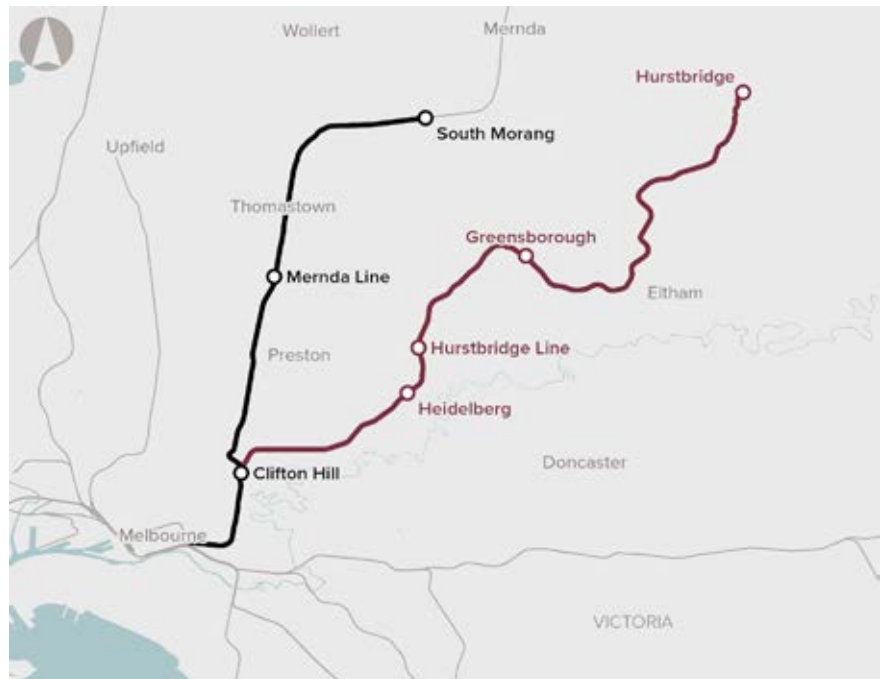 Wollert
Mernda
Hurstbridge
South Morang
Upfield
Thomastown
Greensborough
Mernda Line
Eltham
Hurstbridge Line
Preston
Heidelberg
Doncaster
Clifton Hill
Melbourne
VICTORIA